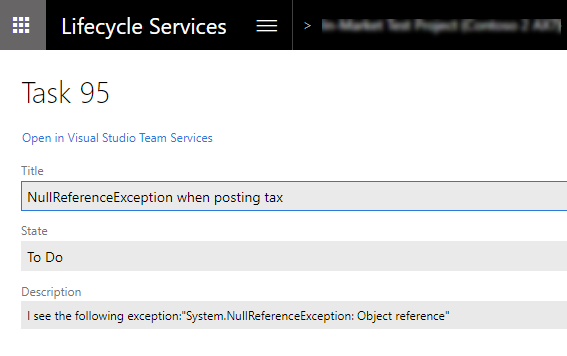 Lifecycle Services
>
Task 95
Open in Visual Studio Team Services
Title
NullReferenceException when posting tax
State
To Do
Description
I see the following exception:"System.NullReferenceException: Object reference"